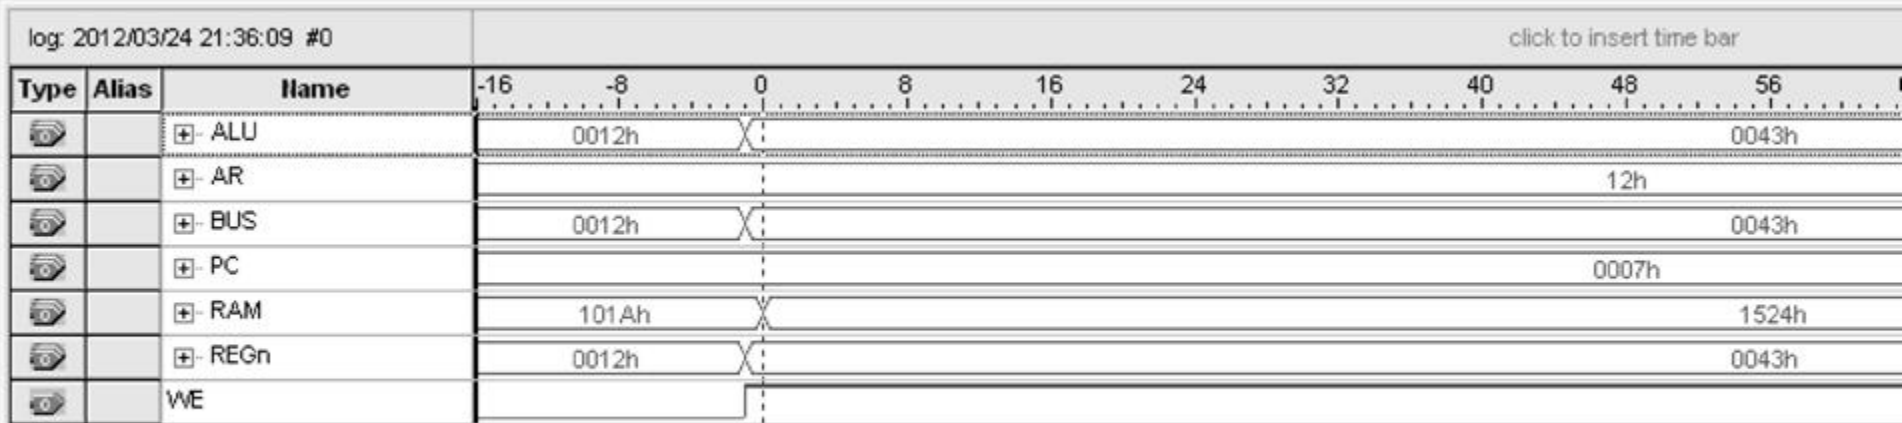 log: 2012/03/24 21:36:09 #0 click to insert time bar
Type Alias Name -16 -8 0 8 16 24 32 40 48 56
ALU 0012h 0043h
AR 12h
BUS 0012h 0043h
PC 0007h
RAM 101Ah 1524h
REGn 0012h 0043h
WE